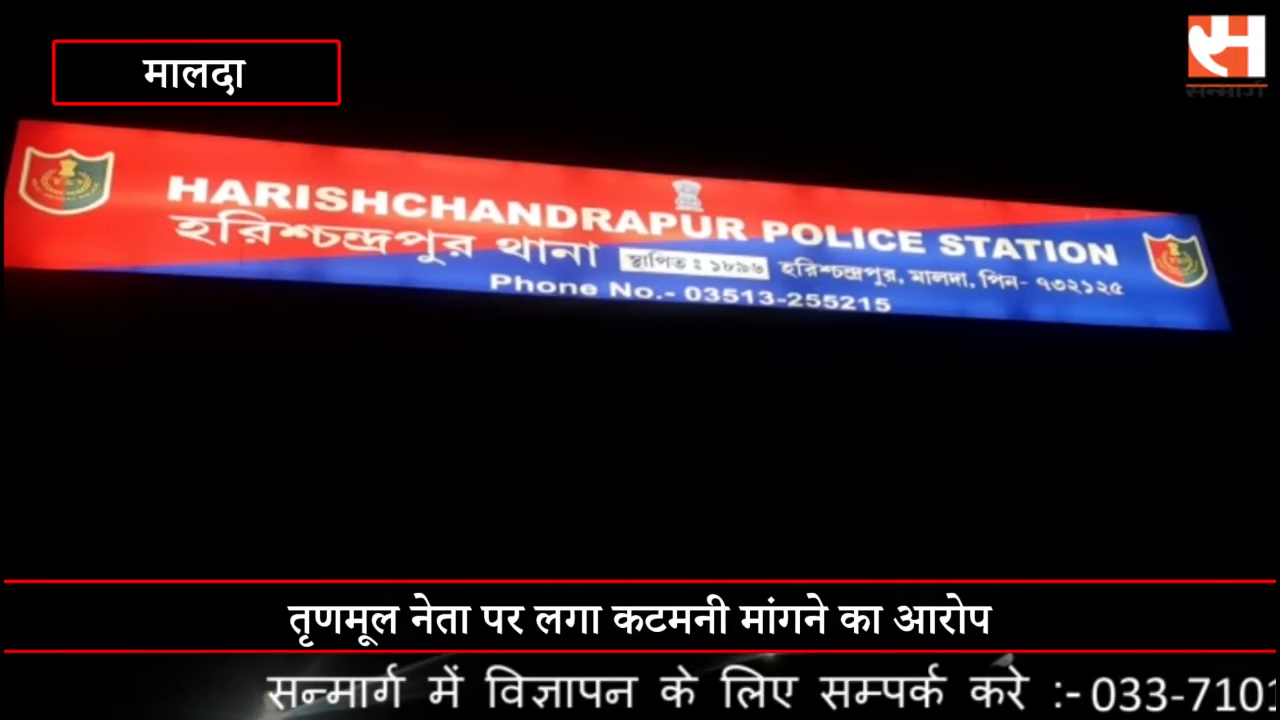 मालदा
स
सन्मार्ग
HARISHCHANDRAPUR POLICE STATION
হরিশ্চন্দ্রপুর থানা স্থাপিত : ১৮৯৬ হরিশ্চন্দ্রপুর, মালদা, পিন- ৭৩২১২৫
Phone No.- 03513-255215
तृणमूल नेता पर लगा कटमनी मांगने का आरोप
सन्मार्ग में विज्ञापन के लिए सम्पर्क करे :- 033-7101